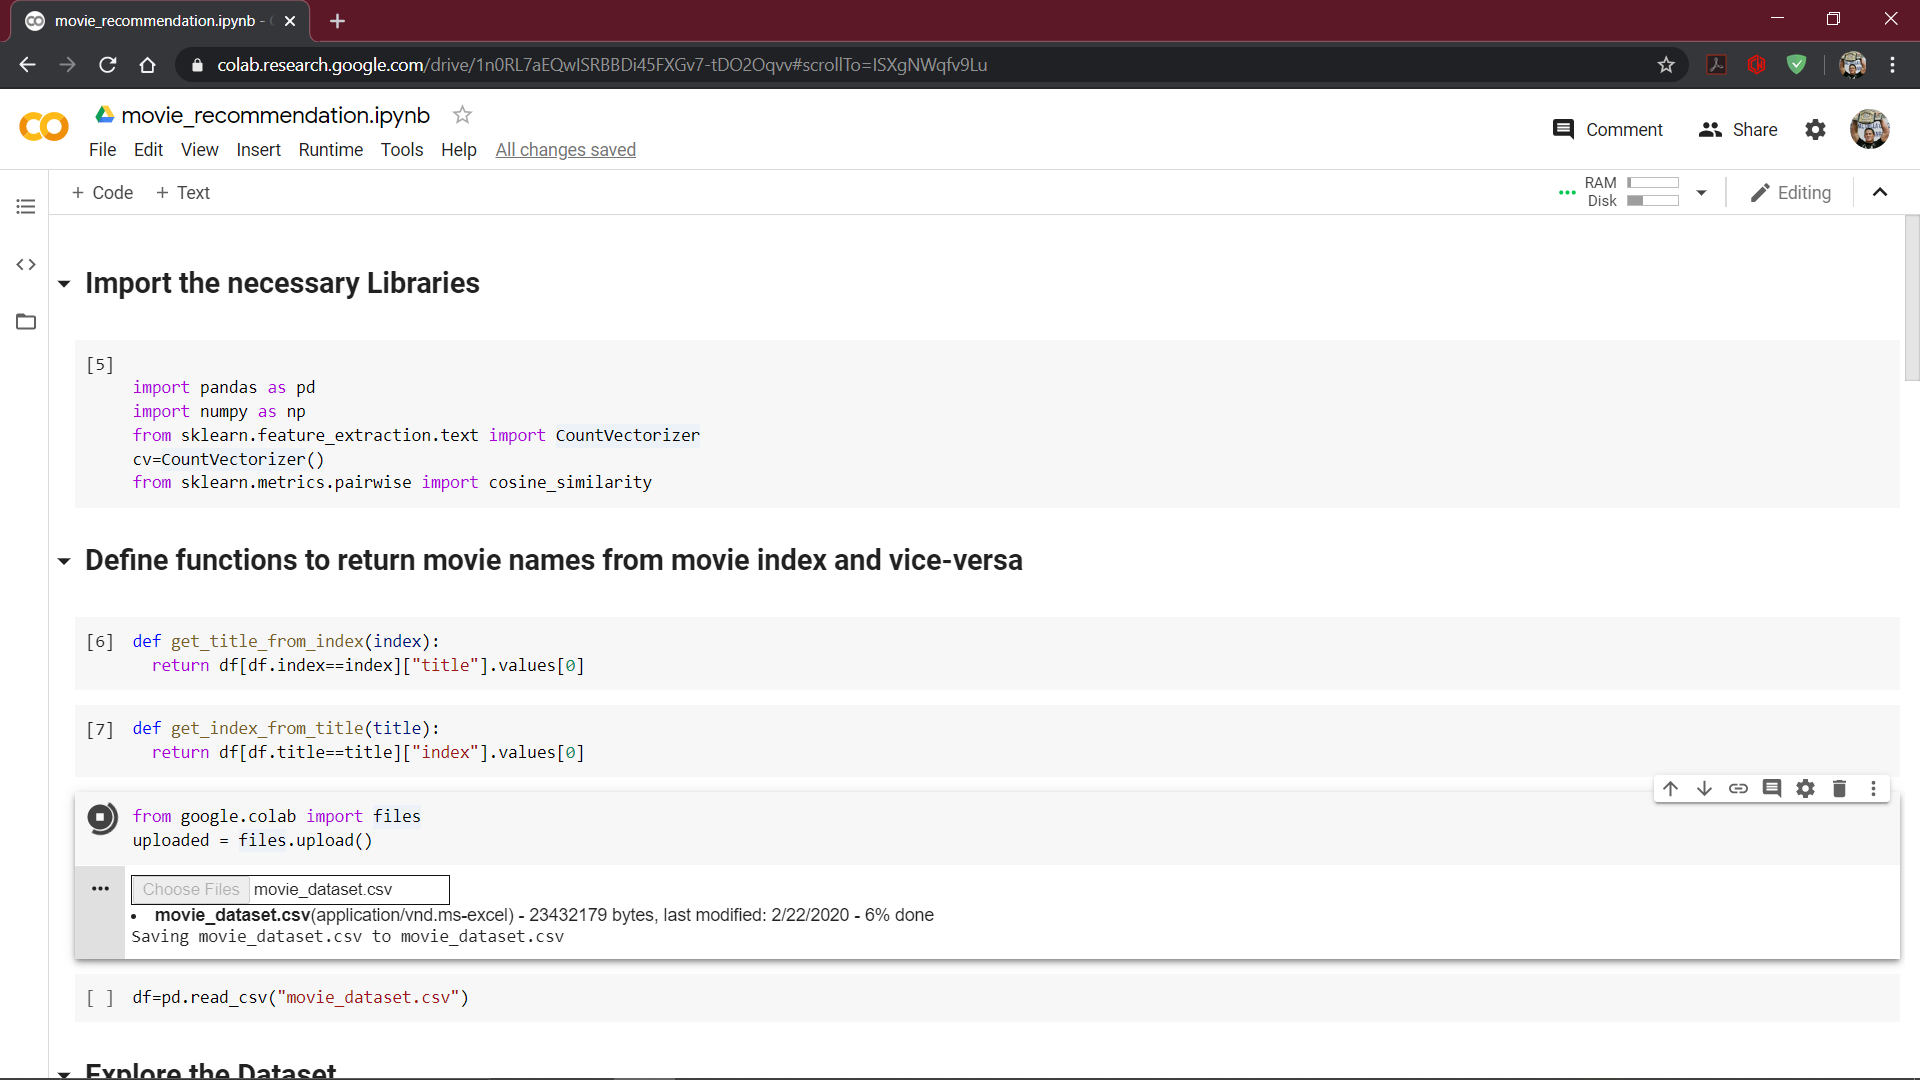 movie_recommendation.ipynb -
colab.research.google.com/drive/1n0RL7aEQwISRBBDi45FXGv7-tDO2Oqvv#scrollTo=ISXgNWqfv9Lu
movie_recommendation.ipynb
Comment Share
File Edit View Insert Runtime Tools Help All changes saved
+ Code + Text
RAM
Disk
Editing
Import the necessary Libraries
[5]
import pandas as pd
import numpy as np
from sklearn.feature_extraction.text import CountVectorizer
cv=CountVectorizer()
from sklearn.metrics.pairwise import cosine_similarity
Define functions to return movie names from movie index and vice-versa
[6] def get_title_from_index(index):
return df[df.index==index]["title"].values[0]
[7] def get_index_from_title(title):
return df[df.title==title]["index"].values[0]
from google.colab import files
uploaded = files.upload()
Choose Files movie_dataset.csv
• movie_dataset.csv(application/vnd.ms-excel) - 23432179 bytes, last modified: 2/22/2020 - 6% done
Saving movie_dataset.csv to movie_dataset.csv
[ ] df=pd.read_csv("movie_dataset.csv")
Explore the Dataset